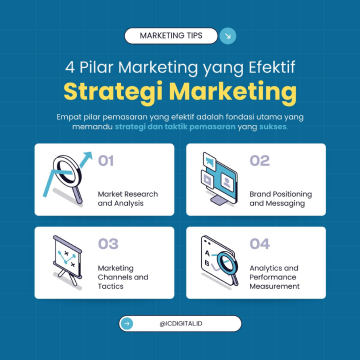 MARKETING TIPS
4 Pilar Marketing yang Efektif
Strategi Marketing
Empat pilar pemasaran yang efektif adalah fondasi utama yang
memandu strategi dan taktik pemasaran yang sukses.
01
Market Research
and Analysis
02
Brand Positioning
and Messaging
03
Marketing
Channels and
Tactics
04
A
B
Analytics and
Performance
Measurement
@ICDIGITAL.ID